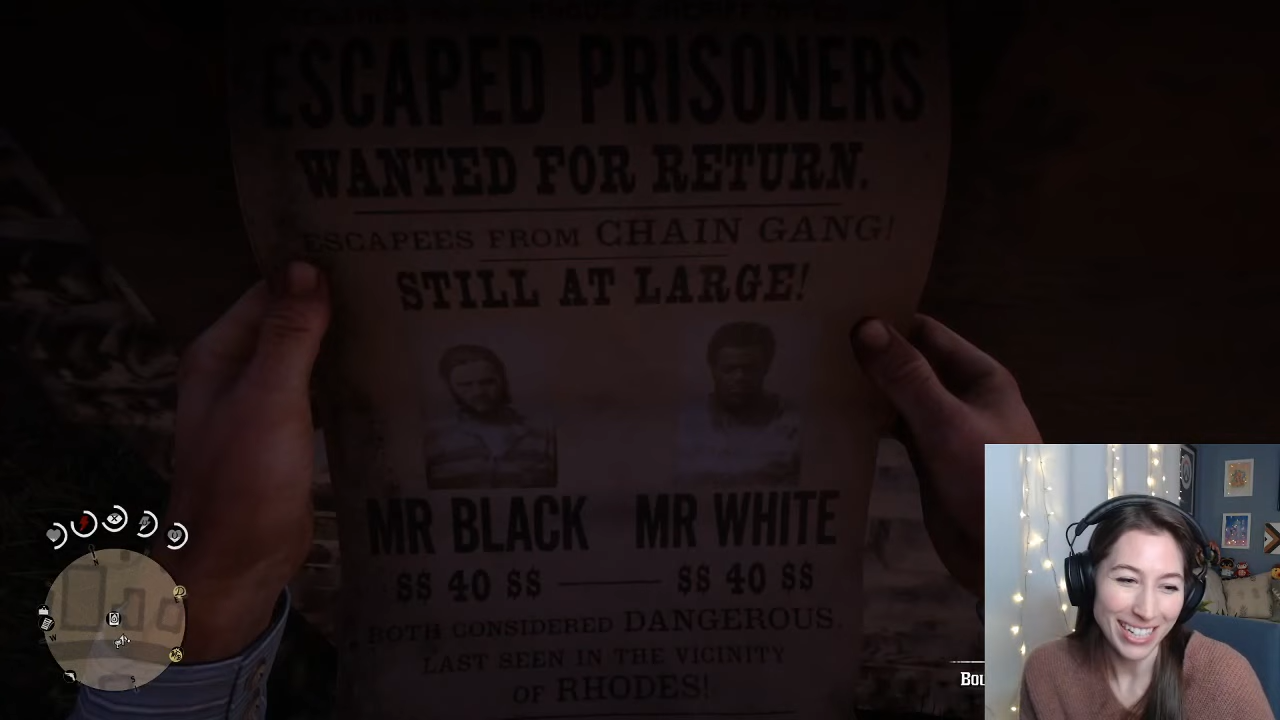 ESCAPED PRISONERS
WANTED FOR RETURN.
ESCAPEES FROM CHAIN GANG!
STILL AT LARGE!
MR BLACK MR WHITE
$$ 40 $$ $$ 40 $$
BOTH CONSIDERED DANGEROUS.
LAST SEEN IN THE VICINITY
OF RHODES!